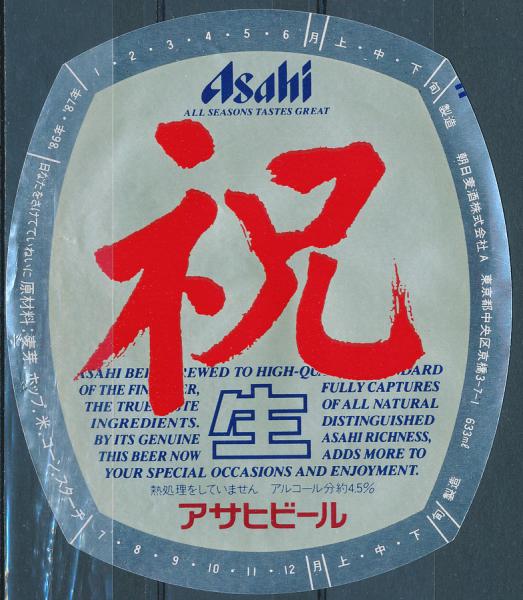 1・2・3・4・5・6 月 上・中・下 旬 製造
Asahi
ALL SEASONS TASTES GREAT
祝
ASAHI BEER BREWED TO HIGH-QUALITY STANDARD
OF THE FINEST FULLY CAPTURES
THE TRUE TASTE OF ALL NATURAL
INGREDIENTS. DISTINGUISHED
BY ITS GENUINE ASAHI RICHNESS,
THIS BEER NOW ADDS MORE TO
生
YOUR SPECIAL OCCASIONS AND ENJOYMENT.
熱処理をしていません アルコール分約4.5%
アサヒビール
7・8・9・10・11・12 月 上・中・下 旬 製造
朝日麦酒株式会社A 東京都中央区京橋3-7-1 633ml
年87・年86
日なたをさけてていねいに 原材料:麦芽 ホップ・米・コーン・スターチ